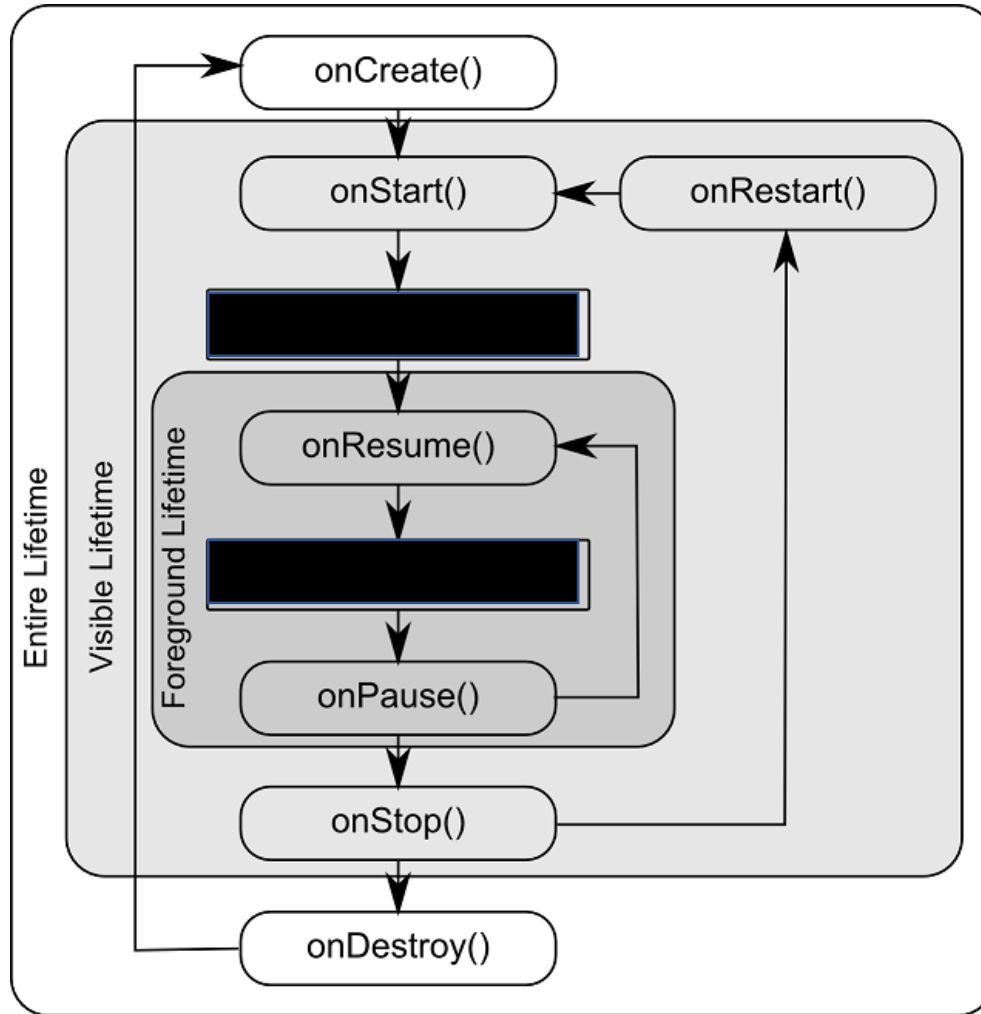 onCreate()
onStart()
onRestart()
onResume()
onPause()
onStop()
onDestroy()
Entire Lifetime
Visible Lifetime
Foreground Lifetime